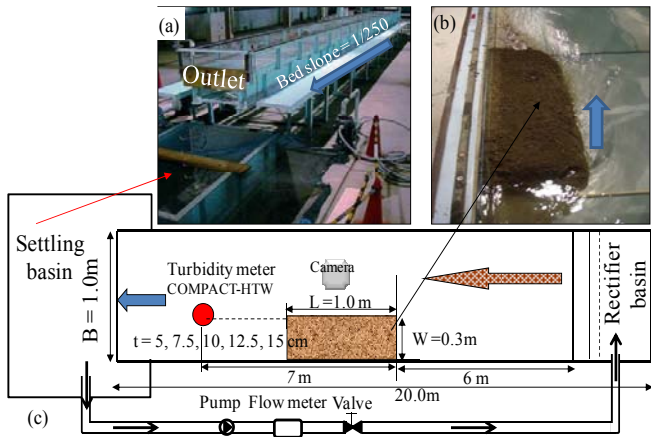 (a)
Outlet
Bed slope = 1/250
(b)
Settling
basin
B = 1.0m
Turbidity meter
COMPACT-HTW
Camera
L=1.0 m
t = 5, 7.5, 10, 12.5, 15 cm
W = 0.3m
Rectifier
basin
7 m
6 m
20.0m
(c)
Pump Flow meter Valve